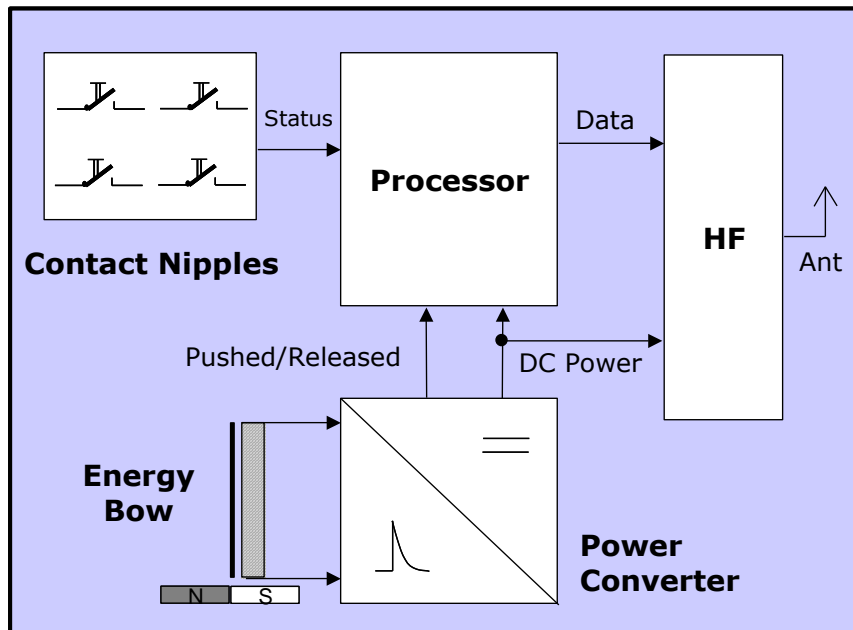 Status
Data
Processor
HF
Contact Nipples
Ant
Pushed/Released
DC Power
Energy
Bow
Power
Converter
N S